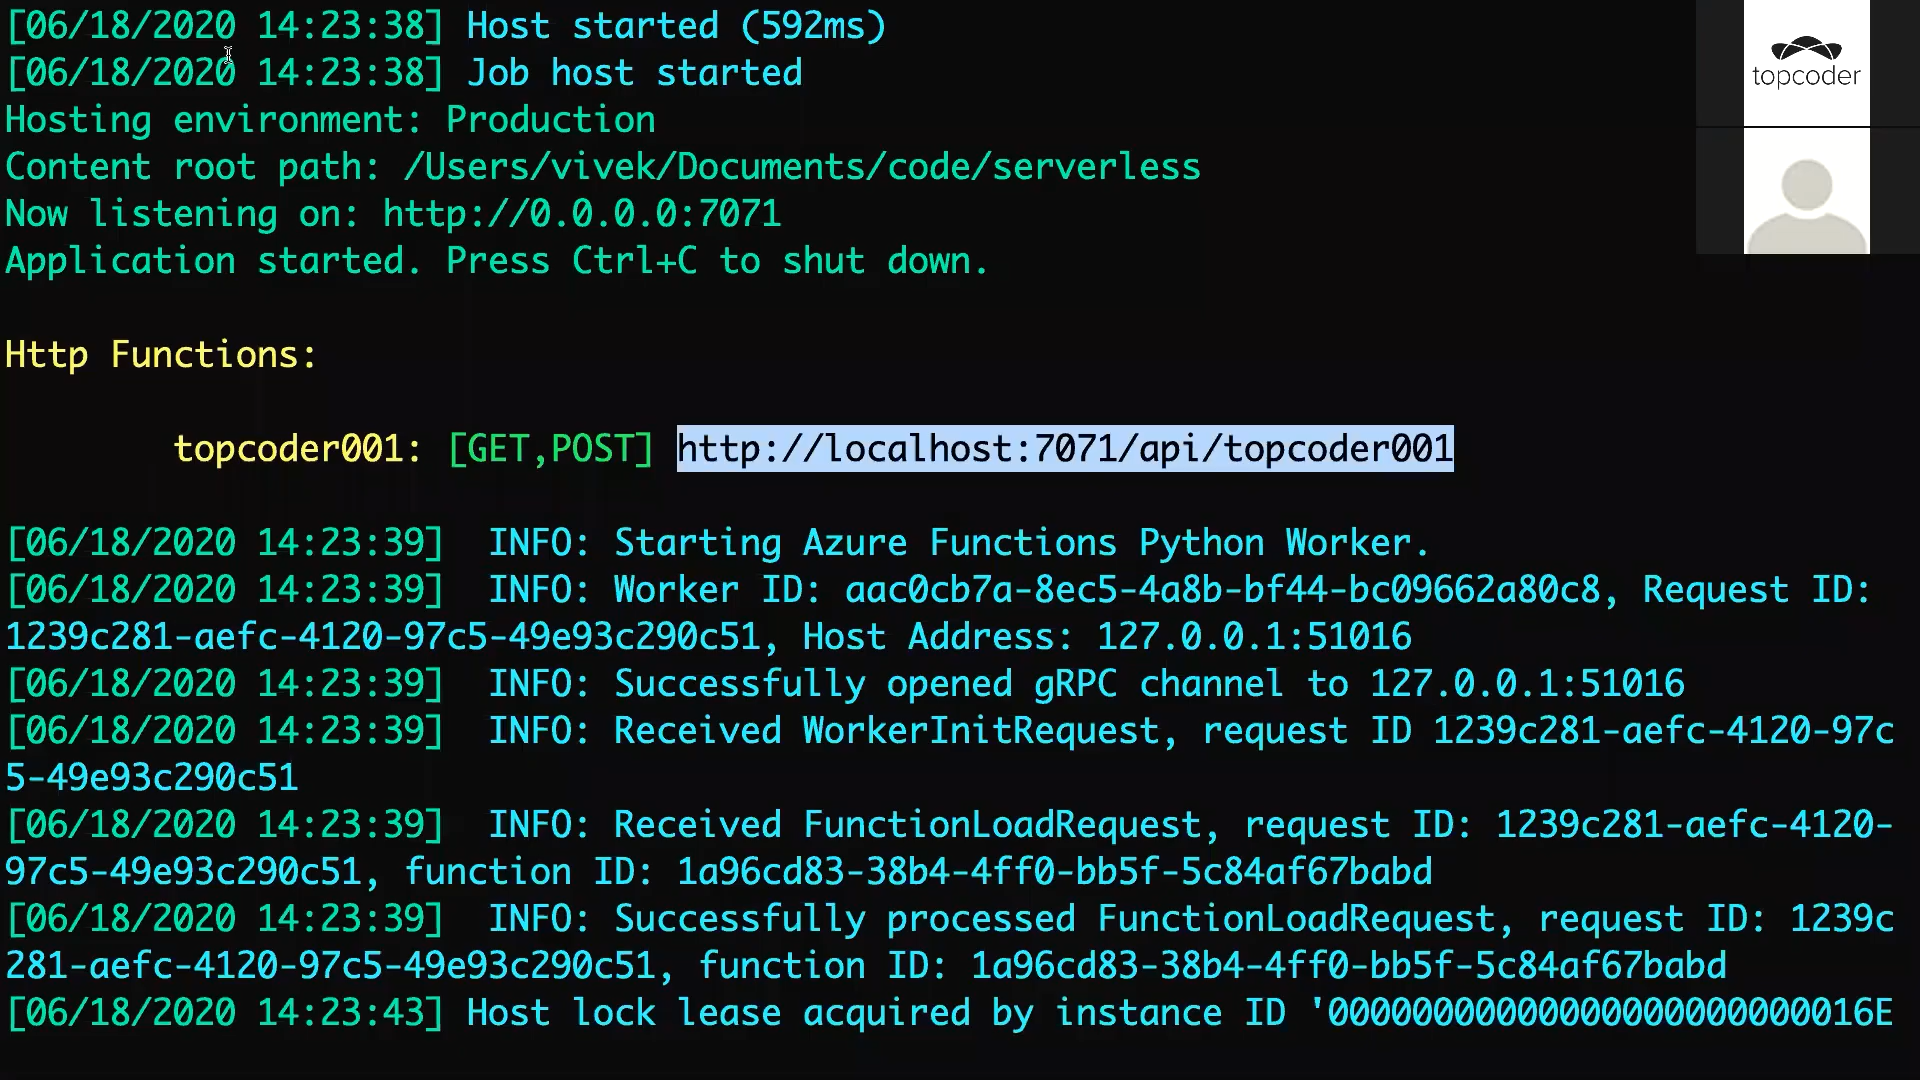 [06/18/2020 14:23:38] Host started (592ms)
[06/18/2020 14:23:38] Job host started
Hosting environment: Production
Content root path: /Users/vivek/Documents/code/serverless
Now listening on: http://0.0.0.0:7071
Application started. Press Ctrl+C to shut down.
Http Functions:
topcoder001: [GET,POST] http://localhost:7071/api/topcoder001
[06/18/2020 14:23:39]  INFO: Starting Azure Functions Python Worker.
[06/18/2020 14:23:39]  INFO: Worker ID: aac0cb7a-8ec5-4a8b-bf44-bc09662a80c8, Request ID:
1239c281-aefc-4120-97c5-49e93c290c51, Host Address: 127.0.0.1:51016
[06/18/2020 14:23:39]  INFO: Successfully opened gRPC channel to 127.0.0.1:51016
[06/18/2020 14:23:39]  INFO: Received WorkerInitRequest, request ID 1239c281-aefc-4120-97c
5-49e93c290c51
[06/18/2020 14:23:39]  INFO: Received FunctionLoadRequest, request ID: 1239c281-aefc-4120-
97c5-49e93c290c51, function ID: 1a96cd83-38b4-4ff0-bb5f-5c84af67babd
[06/18/2020 14:23:39]  INFO: Successfully processed FunctionLoadRequest, request ID: 1239c
281-aefc-4120-97c5-49e93c290c51, function ID: 1a96cd83-38b4-4ff0-bb5f-5c84af67babd
[06/18/2020 14:23:43] Host lock lease acquired by instance ID '000000000000000000000000016E
topcoder